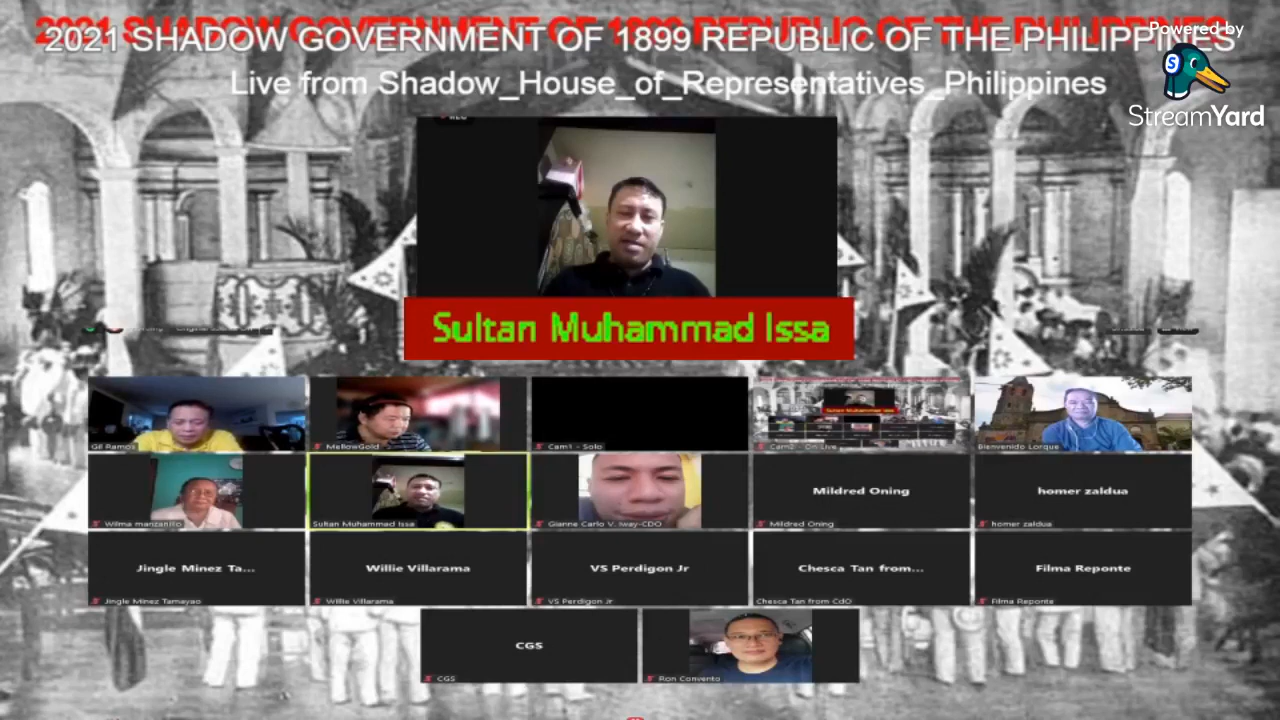 2021 SHADOW GOVERNMENT OF 1899 REPUBLIC OF THE PHILIPPINES
Powered by
StreamYard
Live from Shadow_House_of_Representatives_Philippines
Sultan Muhammad Issa
Gil Ramos
MellowGold
Cam1 - Solo
Sultan Muhammad Issa
Cam2 - On Live
Bienvenido Lorque
Wilma manzanillo
Sultan Muhammad Issa
Gianne Carlo V. Iway-CDO
Mildred Oning
Mildred Oning
homer zaldua
homer zaldua
Jingle Minez Ta...
Jingle Minez Tamayao
Willie Villarama
Willie Villarama
VS Perdigon Jr
VS Perdigon Jr
Chesca Tan from...
Chesca Tan from CdO
Filma Reponte
Filma Reponte
CGS
CGS
Ron Convento